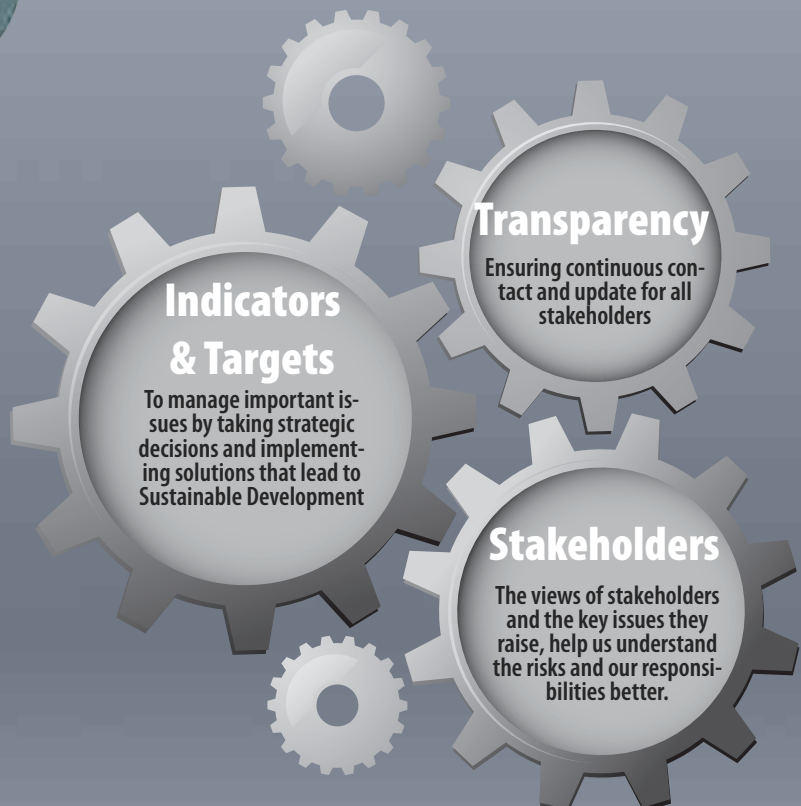 Transparency
Ensuring continuous con-
tact and update for all
stakeholders
Indicators
& Targets
To manage important is-
sues by taking strategic
decisions and implement-
ing solutions that lead to
Sustainable Development
Stakeholders
The views of stakeholders
and the key issues they
raise, help us understand
the risks and our responsi-
bilities better.